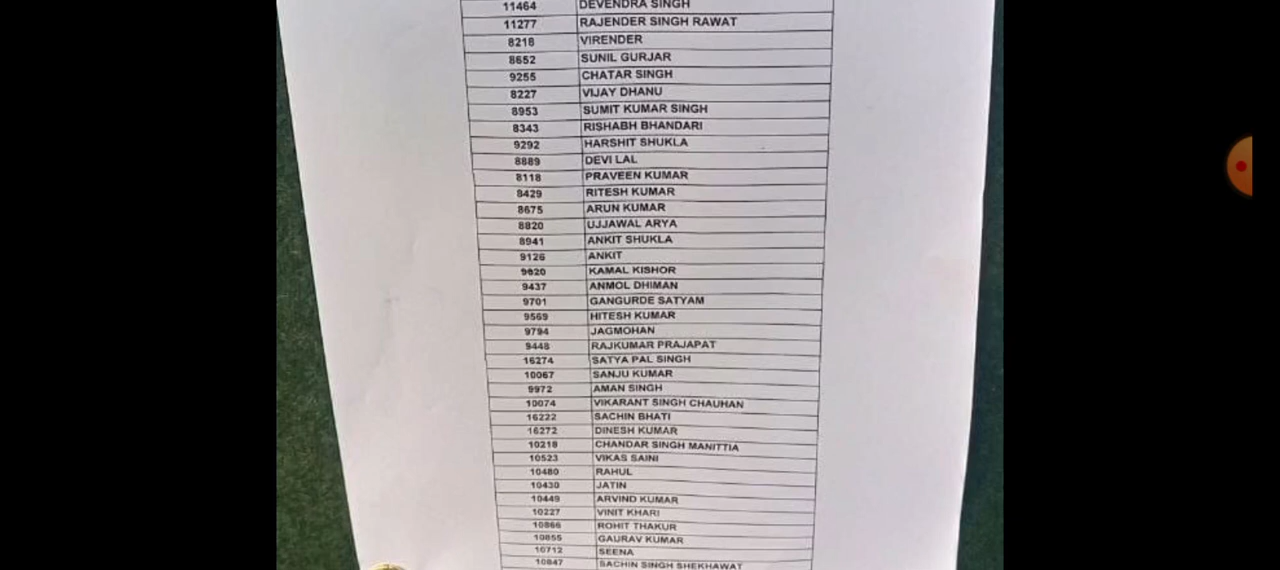 11464 DEVENDRA SINGH
11277 RAJENDER SINGH RAWAT
8218 VIRENDER
8652 SUNIL GURJAR
9255 CHATAR SINGH
8227 VIJAY DHANU
8953 SUMIT KUMAR SINGH
8343 RISHABH BHANDARI
9292 HARSHIT SHUKLA
8889 DEVI LAL
8118 PRAVEEN KUMAR
8429 RITESH KUMAR
8675 ARUN KUMAR
8820 UJJAWAL ARYA
8941 ANKIT SHUKLA
9126 ANKIT
9620 KAMAL KISHOR
9437 ANMOL DHIMAN
9701 GANGURDE SATYAM
9569 HITESH KUMAR
9794 JAGMOHAN
9448 RAJKUMAR PRAJAPAT
16274 SATYA PAL SINGH
10067 SANJU KUMAR
9972 AMAN SINGH
10074 VIKARANT SINGH CHAUHAN
16222 SACHIN BHATI
16272 DINESH KUMAR
10218 CHANDAR SINGH MANITTIA
10523 VIKAS SAINI
10480 RAHUL
10430 JATIN
10449 ARVIND KUMAR
10227 VINIT KHARI
10866 ROHIT THAKUR
10855 GAURAV KUMAR
10712 SEENA
10847 SACHIN SINGH SHEKHAWAT